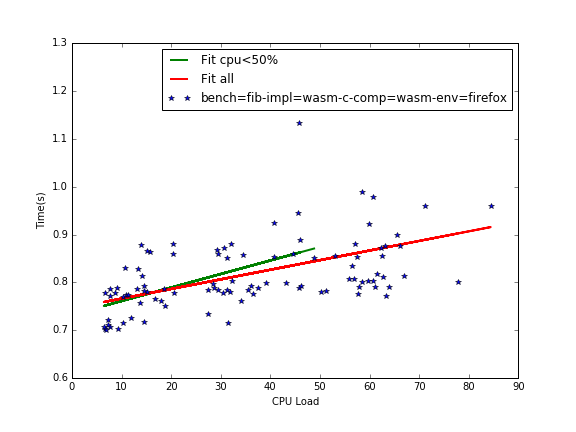 1.3
1.2
1.1
1.0
0.9
0.8
0.7
0.6
Time(s)
Fit cpu<50%
Fit all
bench=fib-impl=wasm-c-comp=wasm-env=firefox
0 10 20 30 40 50 60 70 80 90
CPU Load